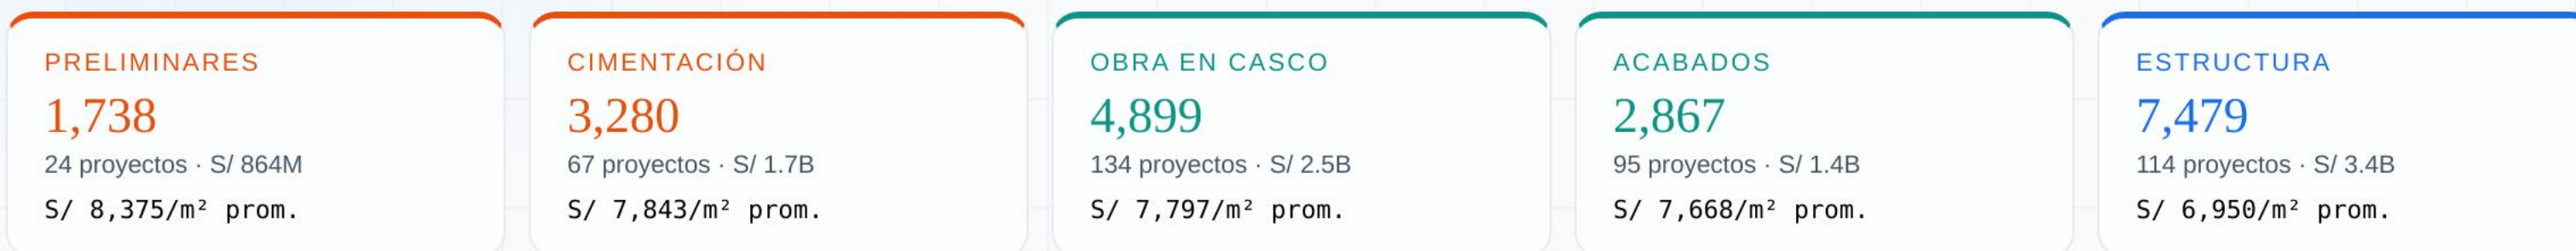 PRELIMINARES
1,738
24 proyectos · S/ 864M
S/ 8,375/m² prom.
CIMENTACIÓN
3,280
67 proyectos · S/ 1.7B
S/ 7,843/m² prom.
OBRA EN CASCO
4,899
134 proyectos · S/ 2.5B
S/ 7,797/m² prom.
ACABADOS
2,867
95 proyectos · S/ 1.4B
S/ 7,668/m² prom.
ESTRUCTURA
7,479
114 proyectos · S/ 3.4B
S/ 6,950/m² prom.